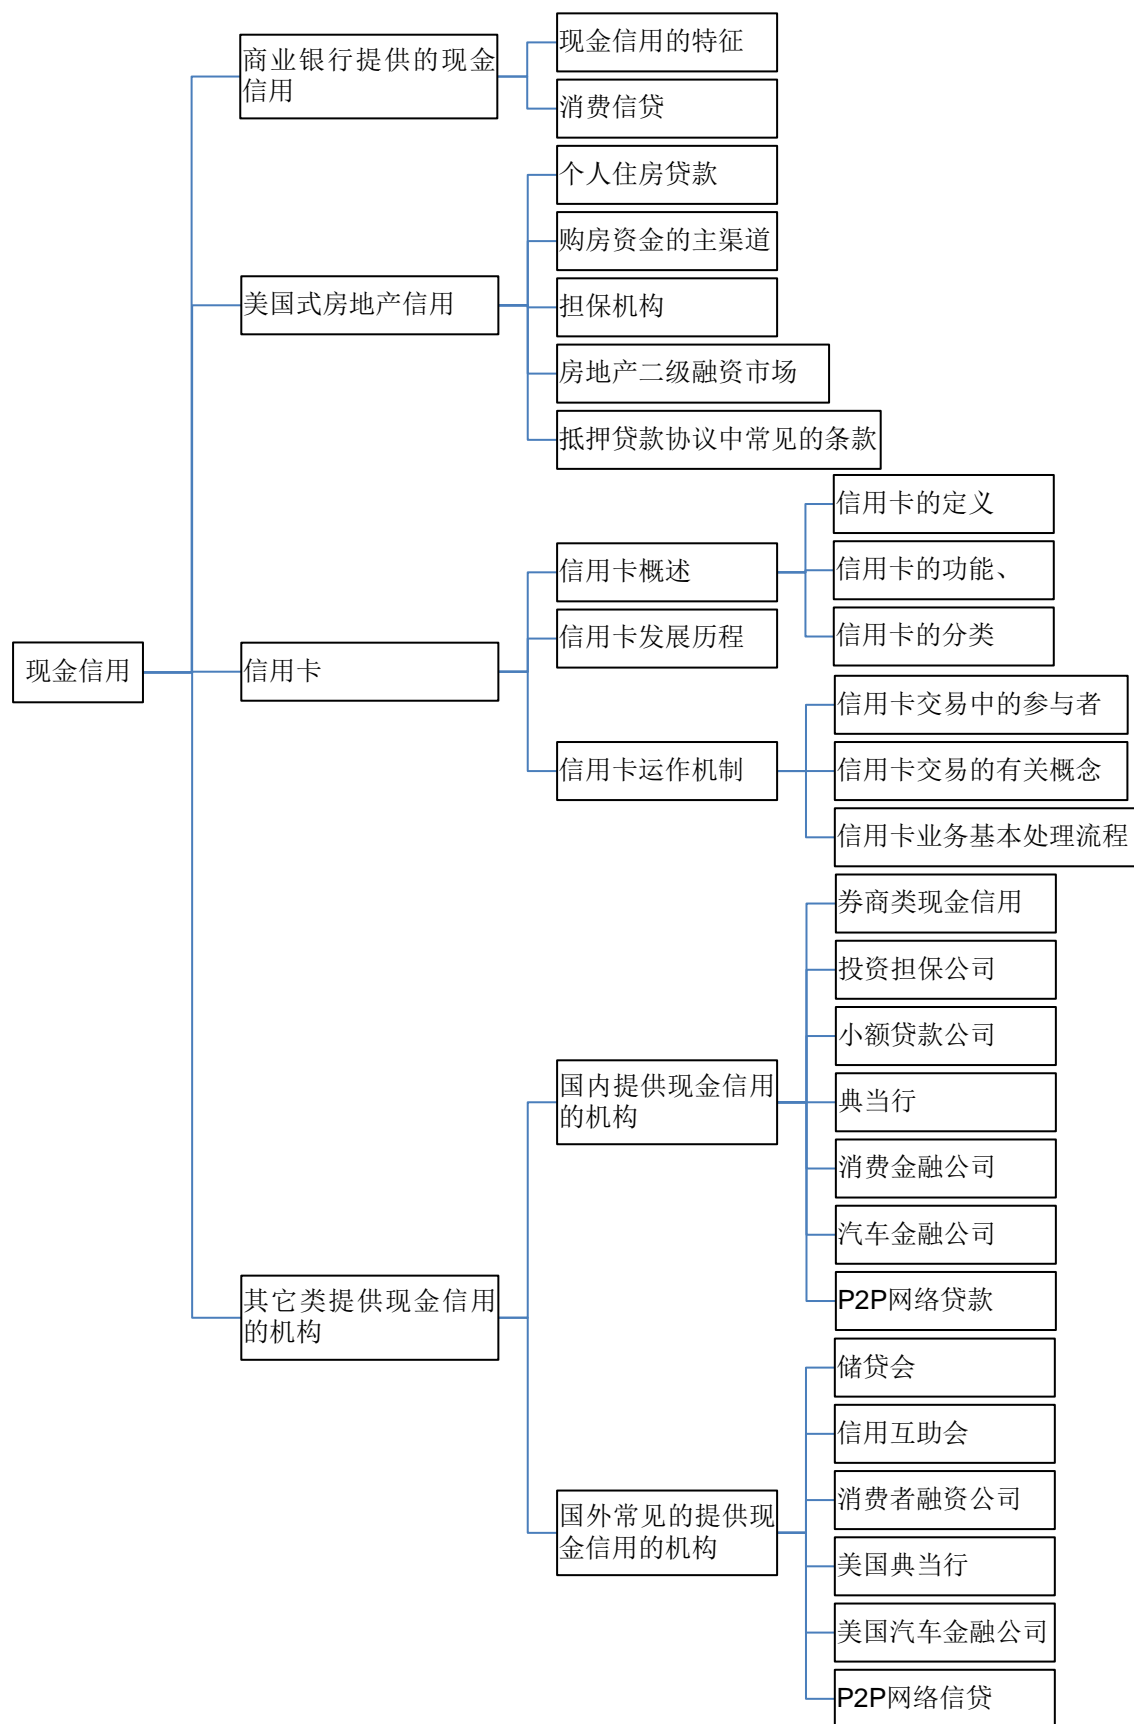 商业银行提供的现金
信用
现金信用的特征
消费信贷
个人住房贷款
购房资金的主渠道
美国式房地产信用
担保机构
房地产二级融资市场
抵押贷款协议中常见的条款
信用卡的定义
信用卡概述
信用卡的功能、
信用卡发展历程
信用卡的分类
现金信用
信用卡
信用卡交易中的参与者
信用卡运作机制
信用卡交易的有关概念
信用卡业务基本处理流程
券商类现金信用
投资担保公司
小额贷款公司
国内提供现金信用
的机构
典当行
消费金融公司
汽车金融公司
P2P网络贷款
其它类提供现金信用
的机构
储贷会
信用互助会
消费者融资公司
国外常见的提供现
金信用的机构
美国典当行
美国汽车金融公司
P2P网络信贷